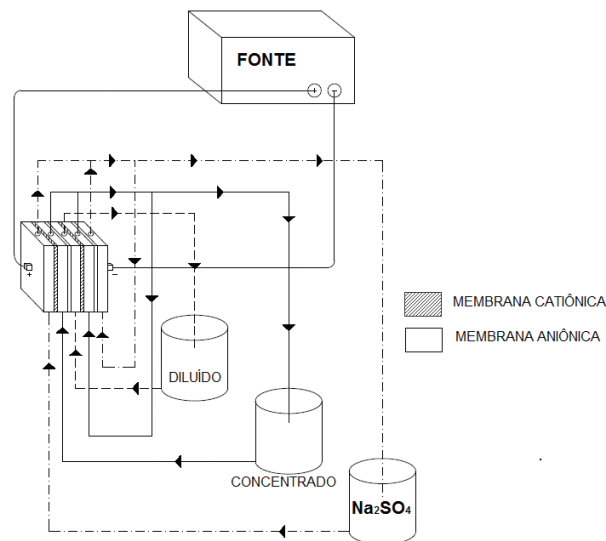 FONTE
+
−
MEMBRANA CATIÔNICA
MEMBRANA ANIÔNICA
DILUÍDO
CONCENTRADO
Na₂SO₄